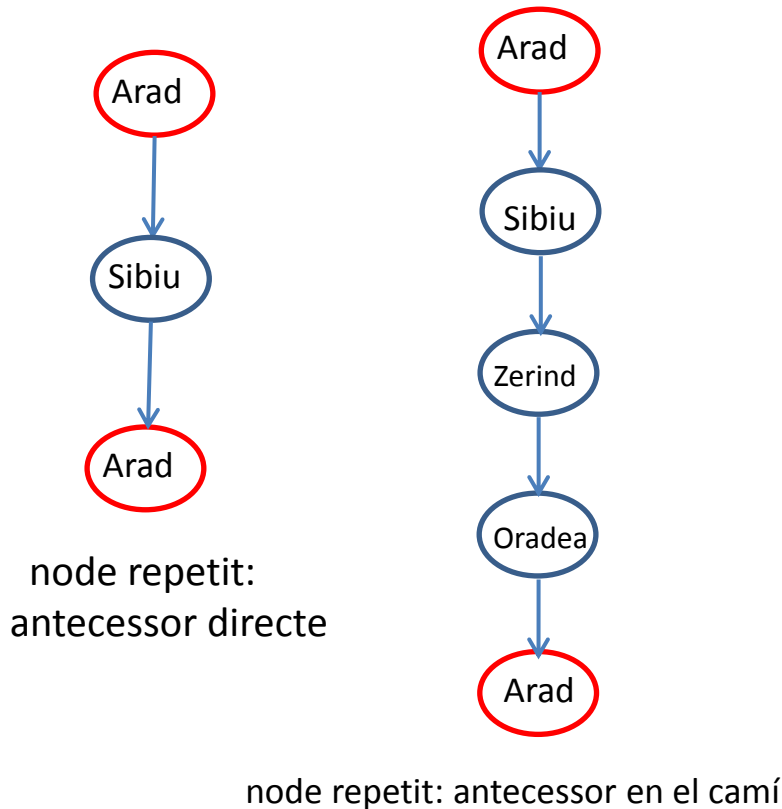 Arad
Sibiu
Arad
node repetit:
antecessor directe
Arad
Sibiu
Zerind
Oradea
Arad
node repetit: antecessor en el camí